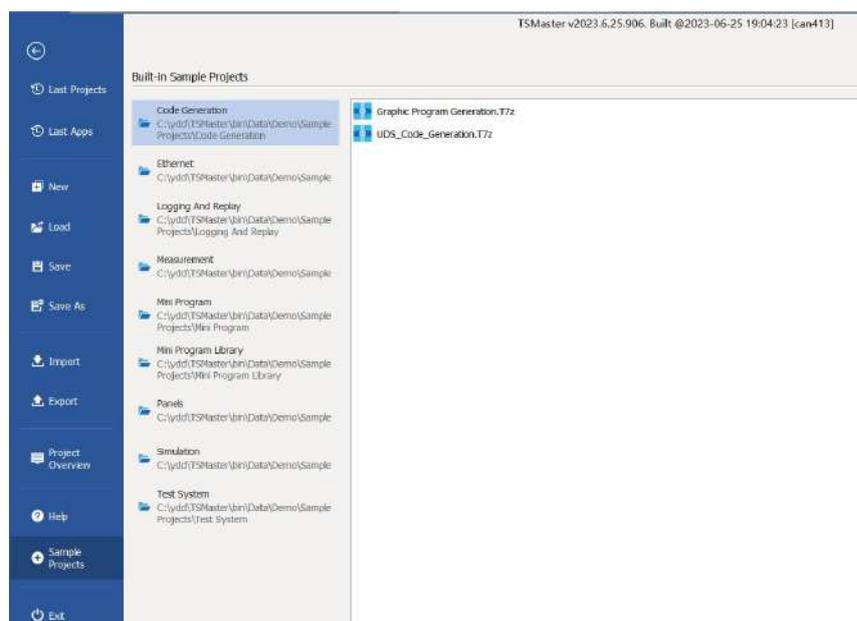 TSMaster v2023.6.25.906. Built @2023-06-25 19:04:23 [can413]
Last Projects
Last Apps
New
Load
Save
Save As
Import
Export
Project
Overview
Help
Sample
Projects
Exit
Built-in Sample Projects
Code Generation
C:\ydd\TSMaster\bin\Data\Demo\Sample
Projects\Code Generation
Ethernet
C:\ydd\TSMaster\bin\Data\Demo\Sample
Logging And Replay
C:\ydd\TSMaster\bin\Data\Demo\Sample
Projects\Logging And Replay
Measurement
C:\ydd\TSMaster\bin\Data\Demo\Sample
Mini Program
C:\ydd\TSMaster\bin\Data\Demo\Sample
Projects\Mini Program
Mini Program Library
C:\ydd\TSMaster\bin\Data\Demo\Sample
Projects\Mini Program Library
Panels
C:\ydd\TSMaster\bin\Data\Demo\Sample
Simulation
C:\ydd\TSMaster\bin\Data\Demo\Sample
Test System
C:\ydd\TSMaster\bin\Data\Demo\Sample
Projects\Test System
Graphic Program Generation.T7z
UDS_Code_Generation.T7z